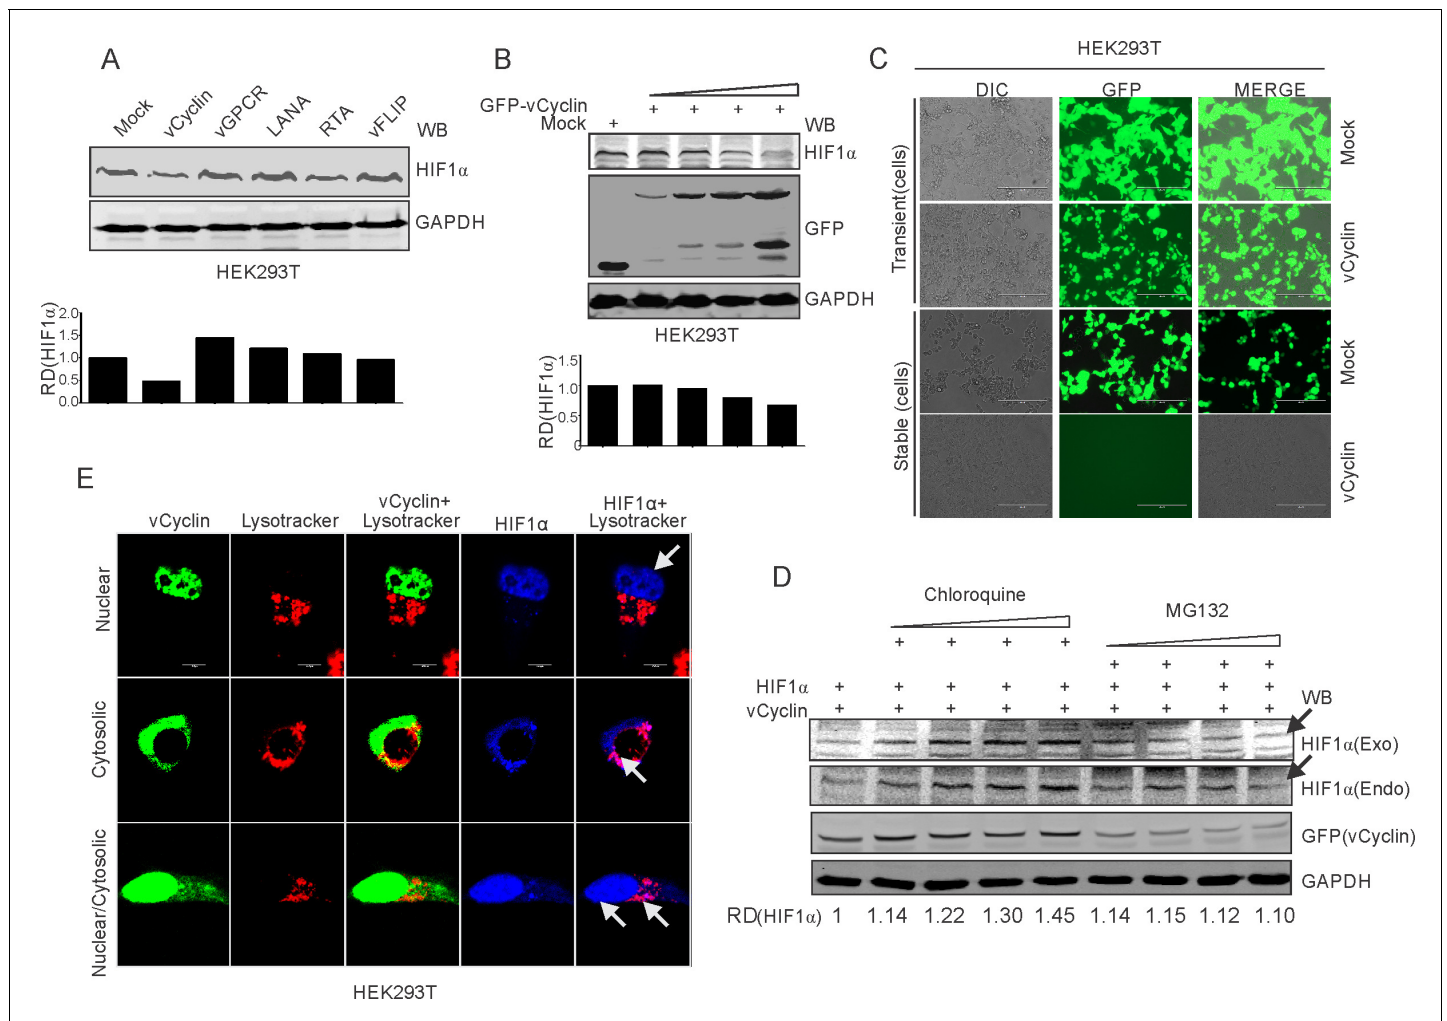 A
Mock
vCyclin
vGPCR
LANA
RTA
vFLIP
WB
HIF1α
GAPDH
HEK293T
RD(HIF1α)
2.0
1.0
0.5
0.0
B
GFP-vCyclin + + + +
Mock +
WB
HIF1α
GFP
GAPDH
HEK293T
RD(HIF1α)
1.5
1.0
0.5
0
C
HEK293T
DIC GFP MERGE
Transient(cells)
Stable (cells)
Mock
vCyclin
Mock
vCyclin
E
vCyclin
Lysotracker
vCyclin+
Lysotracker
HIF1α
HIF1α+
Lysotracker
Nuclear
Cytosolic
Nuclear/Cytosolic
HEK293T
D
Chloroquine
MG132
+ + + +
+ + + +
HIF1α + + + + + + + + +
vCyclin + + + + + + + + +
WB
HIF1α(Exo)
HIF1α(Endo)
GFP(vCyclin)
GAPDH
RD(HIF1α) 1 1.14 1.22 1.30 1.45 1.14 1.15 1.12 1.10